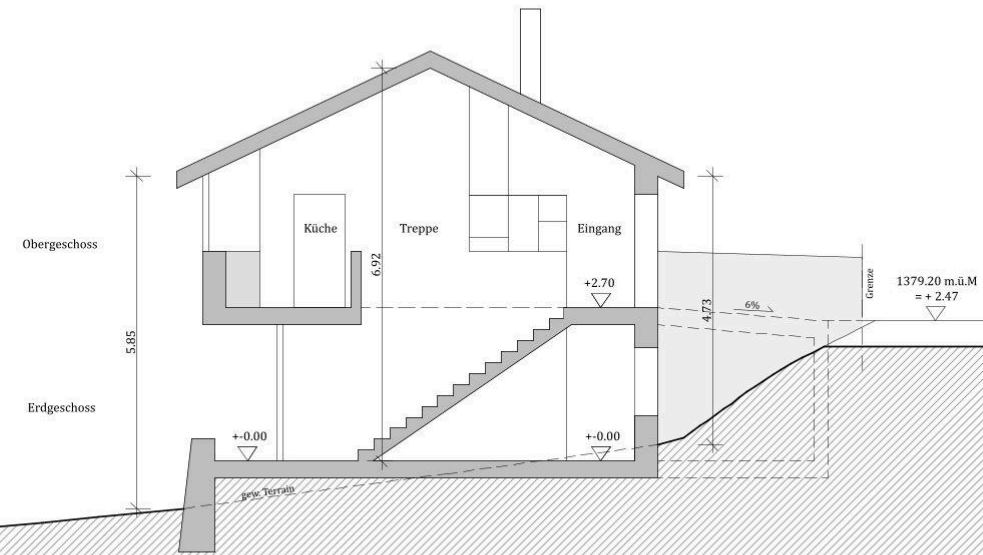 Küche
Treppe
Eingang
Obergeschoss
6.92
+2.70
Grenze
1379.20 m.ü.M
= + 2.47
6%
4.73
5.85
Erdgeschoss
+-0.00
+-0.00
gew. Terrain